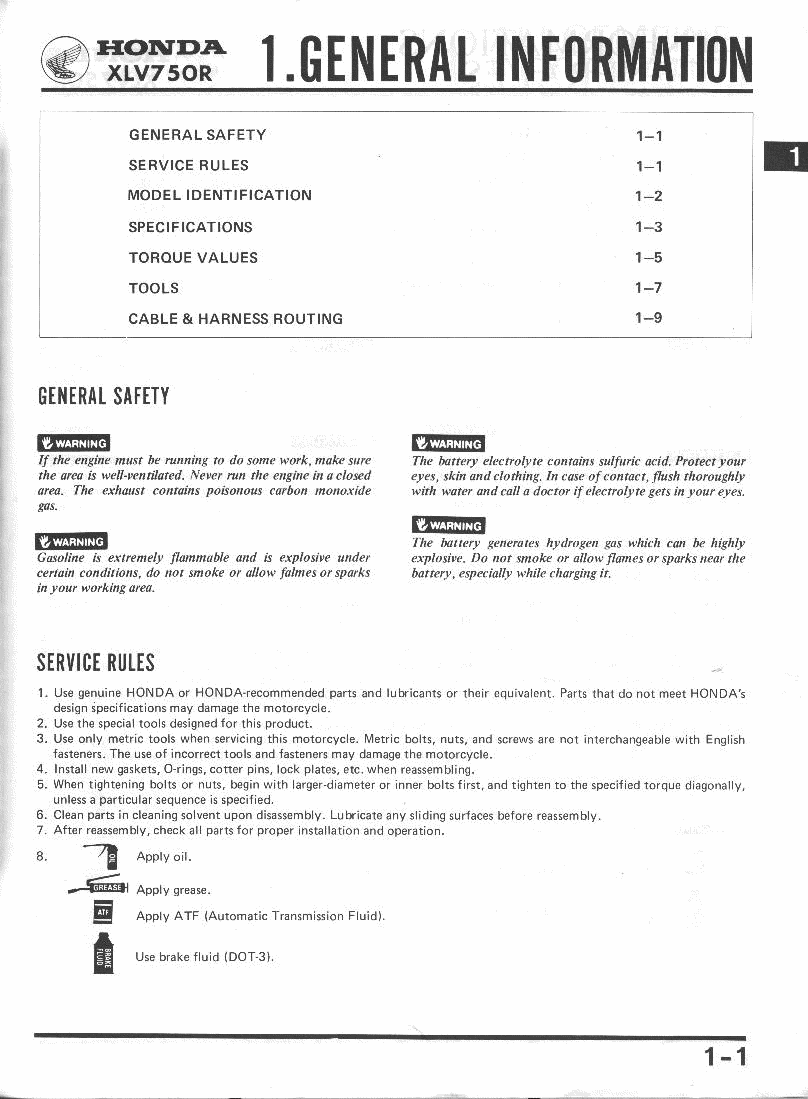 HONDA
XLV750R
1.GENERAL INFORMATION
GENERAL SAFETY 1–1
SERVICE RULES 1–1
MODEL IDENTIFICATION 1–2
SPECIFICATIONS 1–3
TORQUE VALUES 1–5
TOOLS 1–7
CABLE & HARNESS ROUTING 1–9
1
GENERAL SAFETY
WARNING
If the engine must be running to do some work, make sure
the area is well-ventilated. Never run the engine in a closed
area. The exhaust contains poisonous carbon monoxide
gas.
WARNING
Gasoline is extremely flammable and is explosive under
certain conditions, do not smoke or allow falmes or sparks
in your working area.
WARNING
The battery electrolyte contains sulfuric acid. Protect your
eyes, skin and clothing. In case of contact, flush thoroughly
with water and call a doctor if electrolyte gets in your eyes.
WARNING
The battery generates hydrogen gas which can be highly
explosive. Do not smoke or allow flames or sparks near the
battery, especially while charging it.
SERVICE RULES
1. Use genuine HONDA or HONDA-recommended parts and lubricants or their equivalent. Parts that do not meet HONDA's
design specifications may damage the motorcycle.
2. Use the special tools designed for this product.
3. Use only metric tools when servicing this motorcycle. Metric bolts, nuts, and screws are not interchangeable with English
fasteners. The use of incorrect tools and fasteners may damage the motorcycle.
4. Install new gaskets, O-rings, cotter pins, lock plates, etc. when reassembling.
5. When tightening bolts or nuts, begin with larger-diameter or inner bolts first, and tighten to the specified torque diagonally,
unless a particular sequence is specified.
6. Clean parts in cleaning solvent upon disassembly. Lubricate any sliding surfaces before reassembly.
7. After reassembly, check all parts for proper installation and operation.
8. OIL Apply oil.
GREASE Apply grease.
ATF Apply ATF (Automatic Transmission Fluid).
BRAKE FLUID Use brake fluid (DOT-3).
1-1